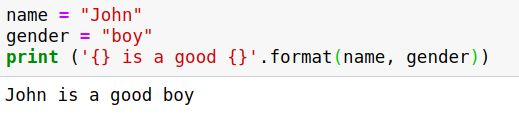 name = "John"
gender = "boy"
print ('{} is a good {}'.format(name, gender))
John is a good boy